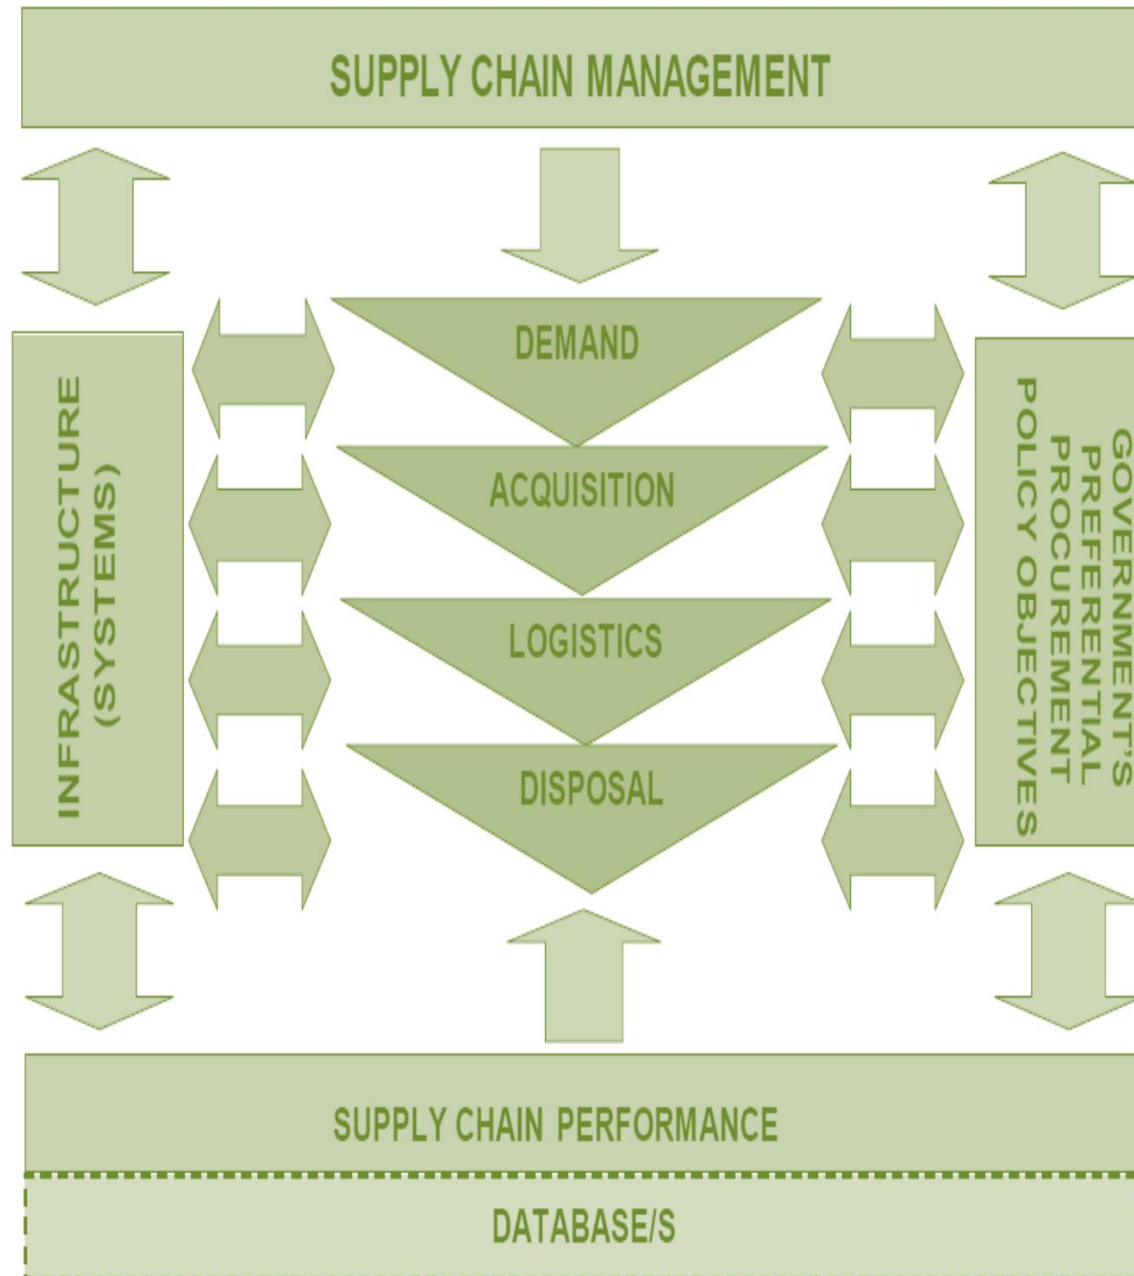 SUPPLY CHAIN MANAGEMENT
DEMAND
ACQUISITION
LOGISTICS
DISPOSAL
INFRASTRUCTURE
(SYSTEMS)
GOVERNMENT'S
PREFERENTIAL
PROCUREMENT
POLICY OBJECTIVES
SUPPLY CHAIN PERFORMANCE
DATABASE/S